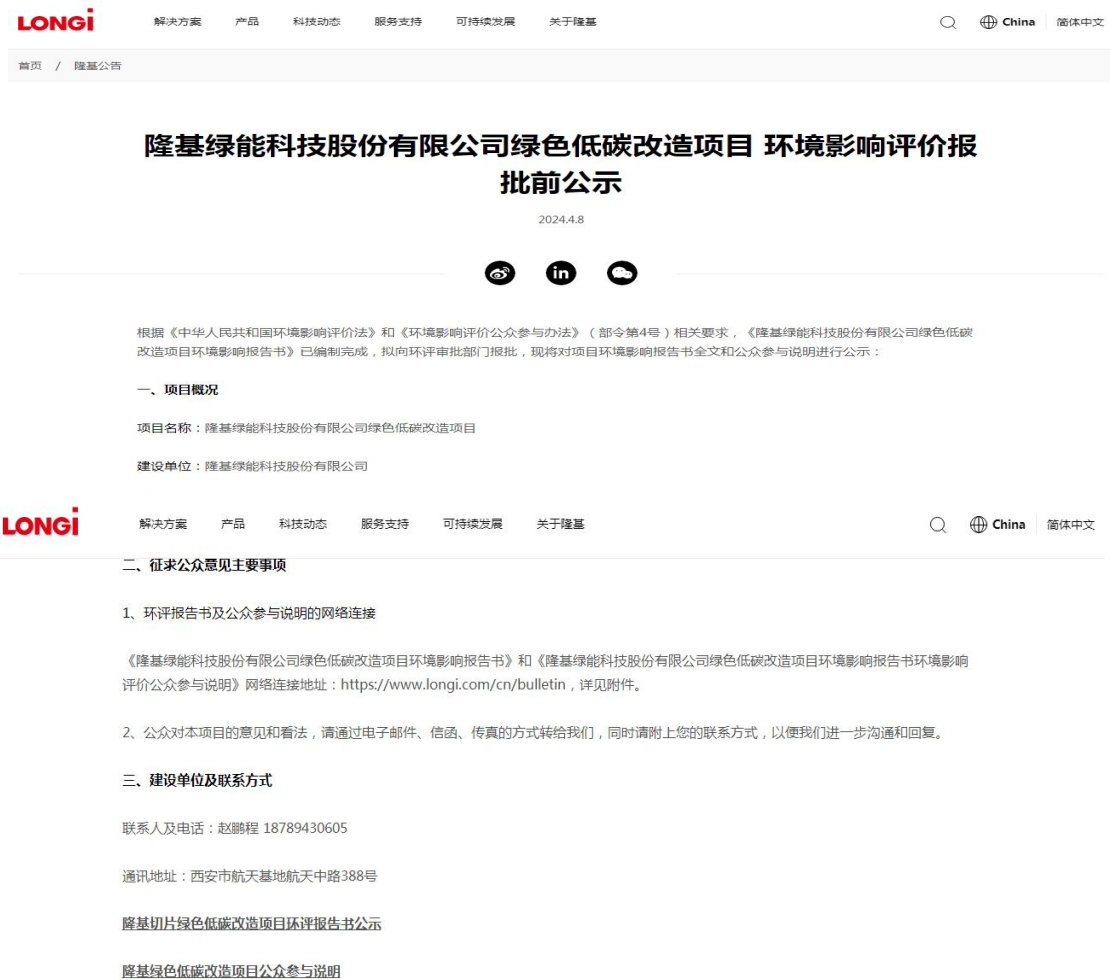 LONGi 解决方案 产品 科技动态 服务支持 可持续发展 关于隆基 China 简体中文
首页 / 隆基公告
隆基绿能科技股份有限公司绿色低碳改造项目 环境影响评价报
批前公示
2024.4.8
in
根据《中华人民共和国环境影响评价法》和《环境影响评价公众参与办法》（部令第4号）相关要求，《隆基绿能科技股份有限公司绿色低碳
改造项目环境影响报告书》已编制完成，拟向环评审批部门报批，现将对项目环境影响报告书全文和公众参与说明进行公示：
一、项目概况
项目名称：隆基绿能科技股份有限公司绿色低碳改造项目
建设单位：隆基绿能科技股份有限公司
LONGi 解决方案 产品 科技动态 服务支持 可持续发展 关于隆基 China 简体中文
二、征求公众意见主要事项
1、环评报告书及公众参与说明的网络连接
《隆基绿能科技股份有限公司绿色低碳改造项目环境影响报告书》和《隆基绿能科技股份有限公司绿色低碳改造项目环境影响报告书环境影响
评价公众参与说明》网络连接地址：https://www.longi.com/cn/bulletin，详见附件。
2、公众对本项目的意见和看法，请通过电子邮件、信函、传真的方式转给我们，同时请附上您的联系方式，以便我们进一步沟通和回复。
三、建设单位及联系方式
联系人及电话：赵鹏程 18789430605
通讯地址：西安市航天基地航天中路388号
隆基切片绿色低碳改造项目环评报告书公示
隆基绿色低碳改造项目公众参与说明